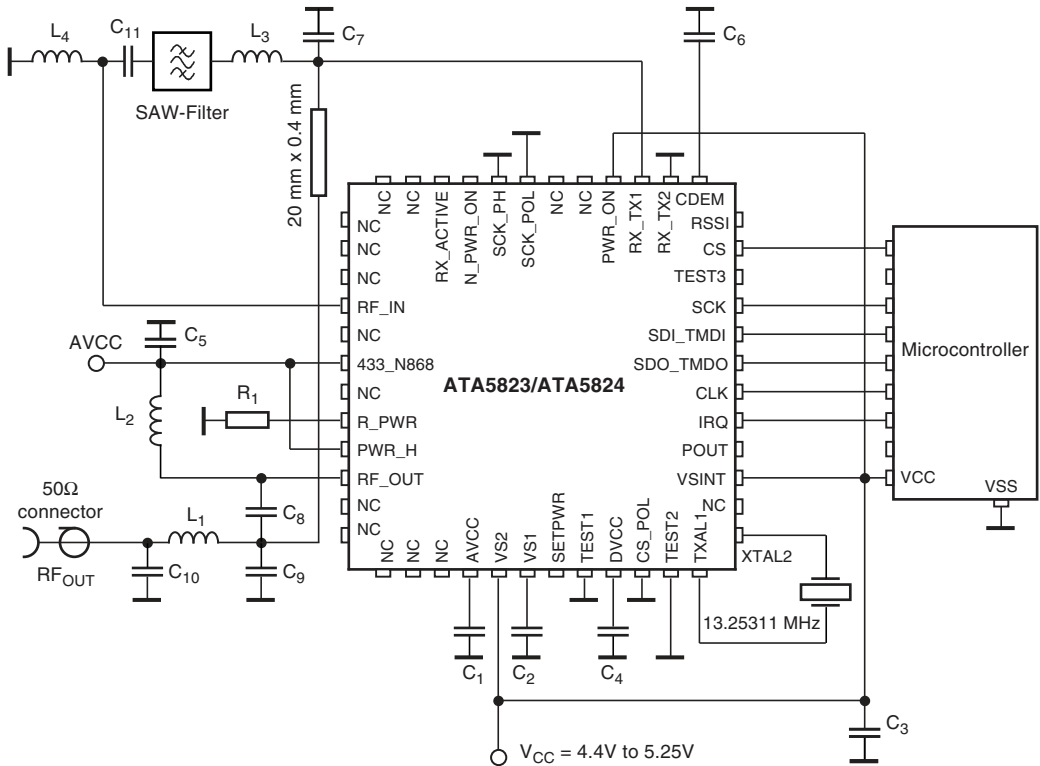 L4
C11
L3
C7
C6
SAW-Filter
20 mm x 0.4 mm
NC
NC
RX_ACTIVE
N_PWR_ON
SCK_PH
SCK_POL
NC
NC
PWR_ON
RX_TX1
RX_TX2
CDEM
NC
NC
NC
RF_IN
NC
433_N868
NC
R_PWR
PWR_H
RF_OUT
NC
NC
RSSI
CS
TEST3
SCK
SDI_TMDI
SDO_TMDO
CLK
IRQ
POUT
VSINT
NC
XTAL2
ATA5823/ATA5824
Microcontroller
VCC
VSS
AVCC
C5
L2
R1
50Ω
connector
RFOUT
L1
C8
C10
C9
NC
NC
NC
AVCC
VS2
VS1
SETPWR
TEST1
DVCC
CS_POL
TEST2
TXAL1
13.25311 MHz
C1
C2
C4
C3
VCC = 4.4V to 5.25V